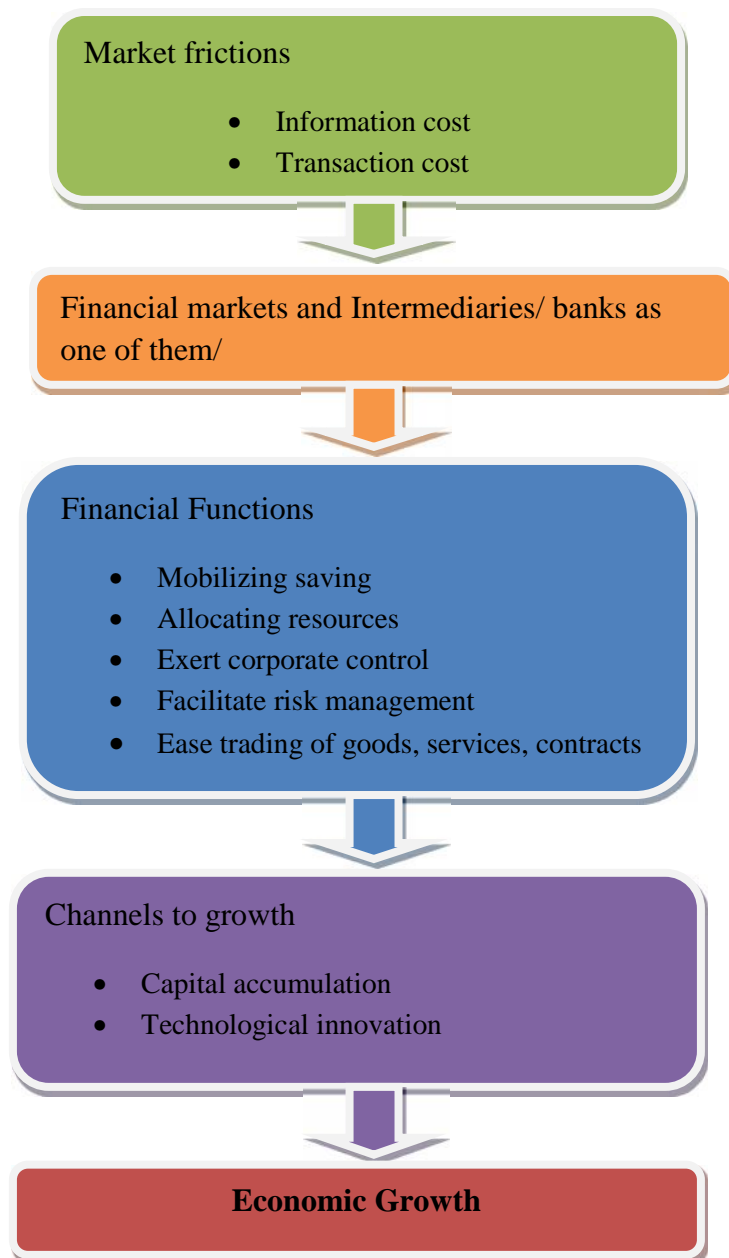 Market frictions
• Information cost
• Transaction cost
Financial markets and Intermediaries/ banks as
one of them/
Financial Functions
• Mobilizing saving
• Allocating resources
• Exert corporate control
• Facilitate risk management
• Ease trading of goods, services, contracts
Channels to growth
• Capital accumulation
• Technological innovation
Economic Growth